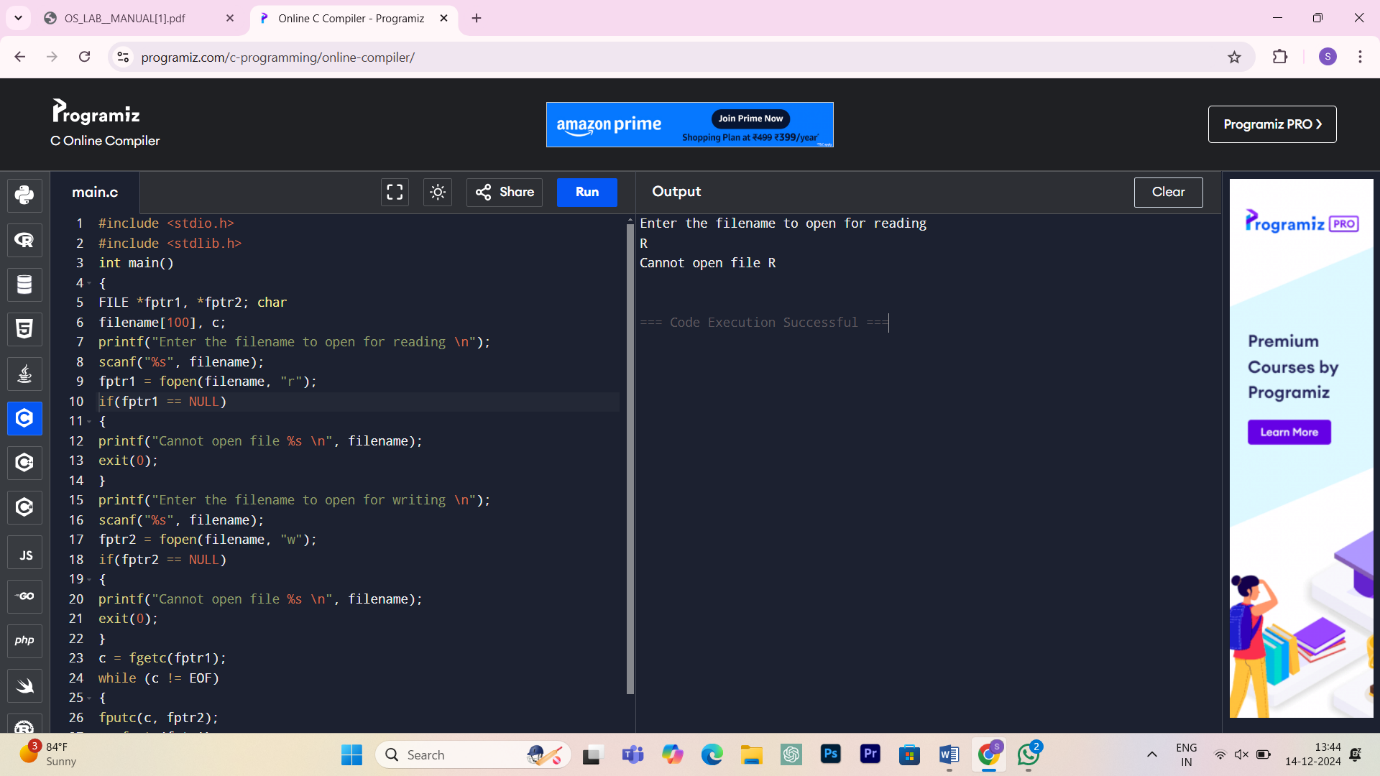 OS_LAB_MANUAL[1].pdf
Online C Compiler - Programiz
programiz.com/c-programming/online-compiler/
S
Programiz
C Online Compiler
amazon prime
Join Prime Now
Shopping Plan at ₹499 ₹399/year*
Programiz PRO
main.c
Share
Run
Output
Clear
1 #include <stdio.h>
2 #include <stdlib.h>
3 int main()
4 {
5 FILE *fptr1, *fptr2; char
6 filename[100], c;
7 printf("Enter the filename to open for reading \n");
8 scanf("%s", filename);
9 fptr1 = fopen(filename, "r");
10 if(fptr1 == NULL)
11 {
12 printf("Cannot open file %s \n", filename);
13 exit(0);
14 }
15 printf("Enter the filename to open for writing \n");
16 scanf("%s", filename);
17 fptr2 = fopen(filename, "w");
18 if(fptr2 == NULL)
19 {
20 printf("Cannot open file %s \n", filename);
21 exit(0);
22 }
23 c = fgetc(fptr1);
24 while (c != EOF)
25 {
26 fputc(c, fptr2);
Enter the filename to open for reading
R
Cannot open file R
=== Code Execution Successful ===
Programiz PRO
Premium
Courses by
Programiz
Learn More
JS
GO
php
3
84°F
Sunny
Search
Ps
Pr
2
ENG
IN
13:44
14-12-2024